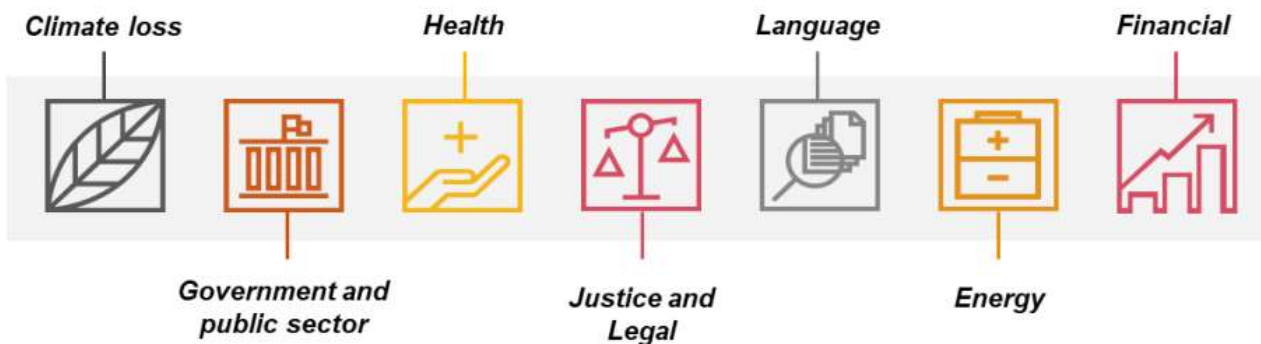 Climate loss
Health
Language
Financial
Government and
public sector
Justice and
Legal
Energy